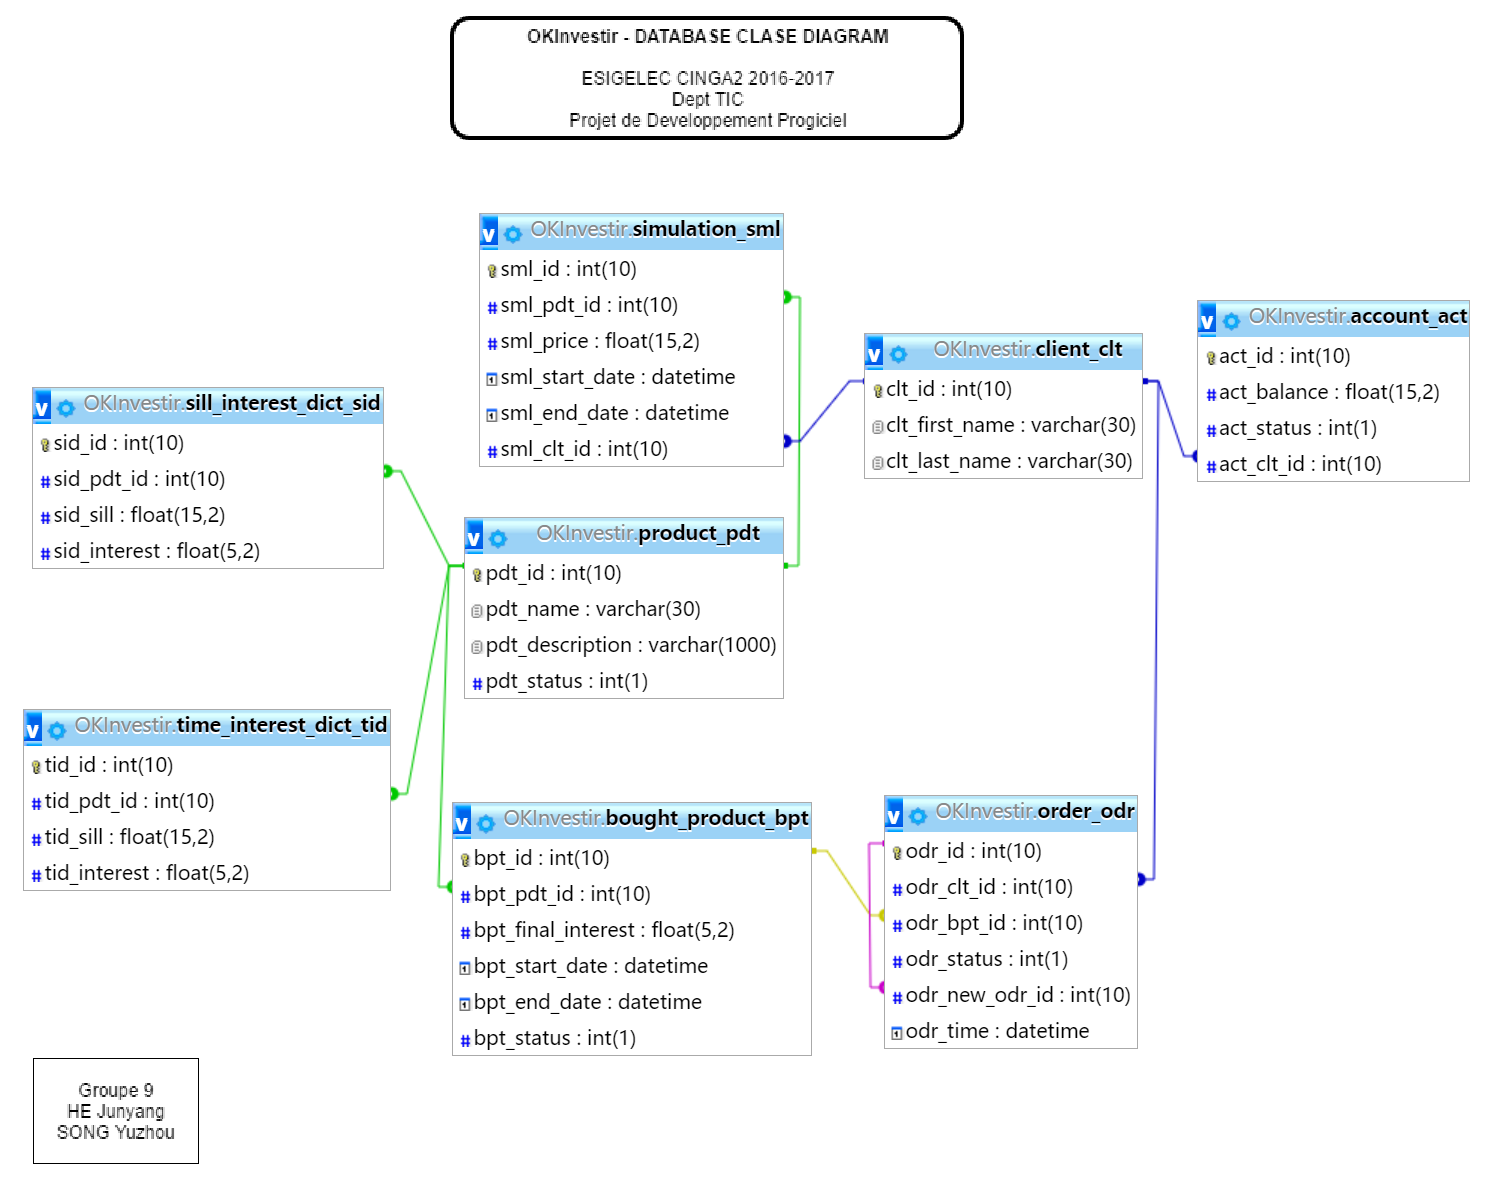 OKInvestir - DATABASE CLASE DIAGRAM
ESIGELEC CINGA2 2016-2017
Dept TIC
Projet de Developpement Progiciel
v OKInvestir.simulation_sml
sml_id : int(10)
# sml_pdt_id : int(10)
# sml_price : float(15,2)
sml_start_date : datetime
sml_end_date : datetime
# sml_clt_id : int(10)
v OKInvestir.client_clt
clt_id : int(10)
clt_first_name : varchar(30)
clt_last_name : varchar(30)
v OKInvestir.account_act
act_id : int(10)
# act_balance : float(15,2)
# act_status : int(1)
# act_clt_id : int(10)
v OKInvestir.sill_interest_dict_sid
sid_id : int(10)
# sid_pdt_id : int(10)
# sid_sill : float(15,2)
# sid_interest : float(5,2)
v OKInvestir.product_pdt
pdt_id : int(10)
pdt_name : varchar(30)
pdt_description : varchar(1000)
# pdt_status : int(1)
v OKInvestir.time_interest_dict_tid
tid_id : int(10)
# tid_pdt_id : int(10)
# tid_sill : float(15,2)
# tid_interest : float(5,2)
v OKInvestir.bought_product_bpt
bpt_id : int(10)
# bpt_pdt_id : int(10)
# bpt_final_interest : float(5,2)
bpt_start_date : datetime
bpt_end_date : datetime
# bpt_status : int(1)
v OKInvestir.order_odr
odr_id : int(10)
# odr_clt_id : int(10)
# odr_bpt_id : int(10)
# odr_status : int(1)
# odr_new_odr_id : int(10)
odr_time : datetime
Groupe 9
HE Junyang
SONG Yuzhou